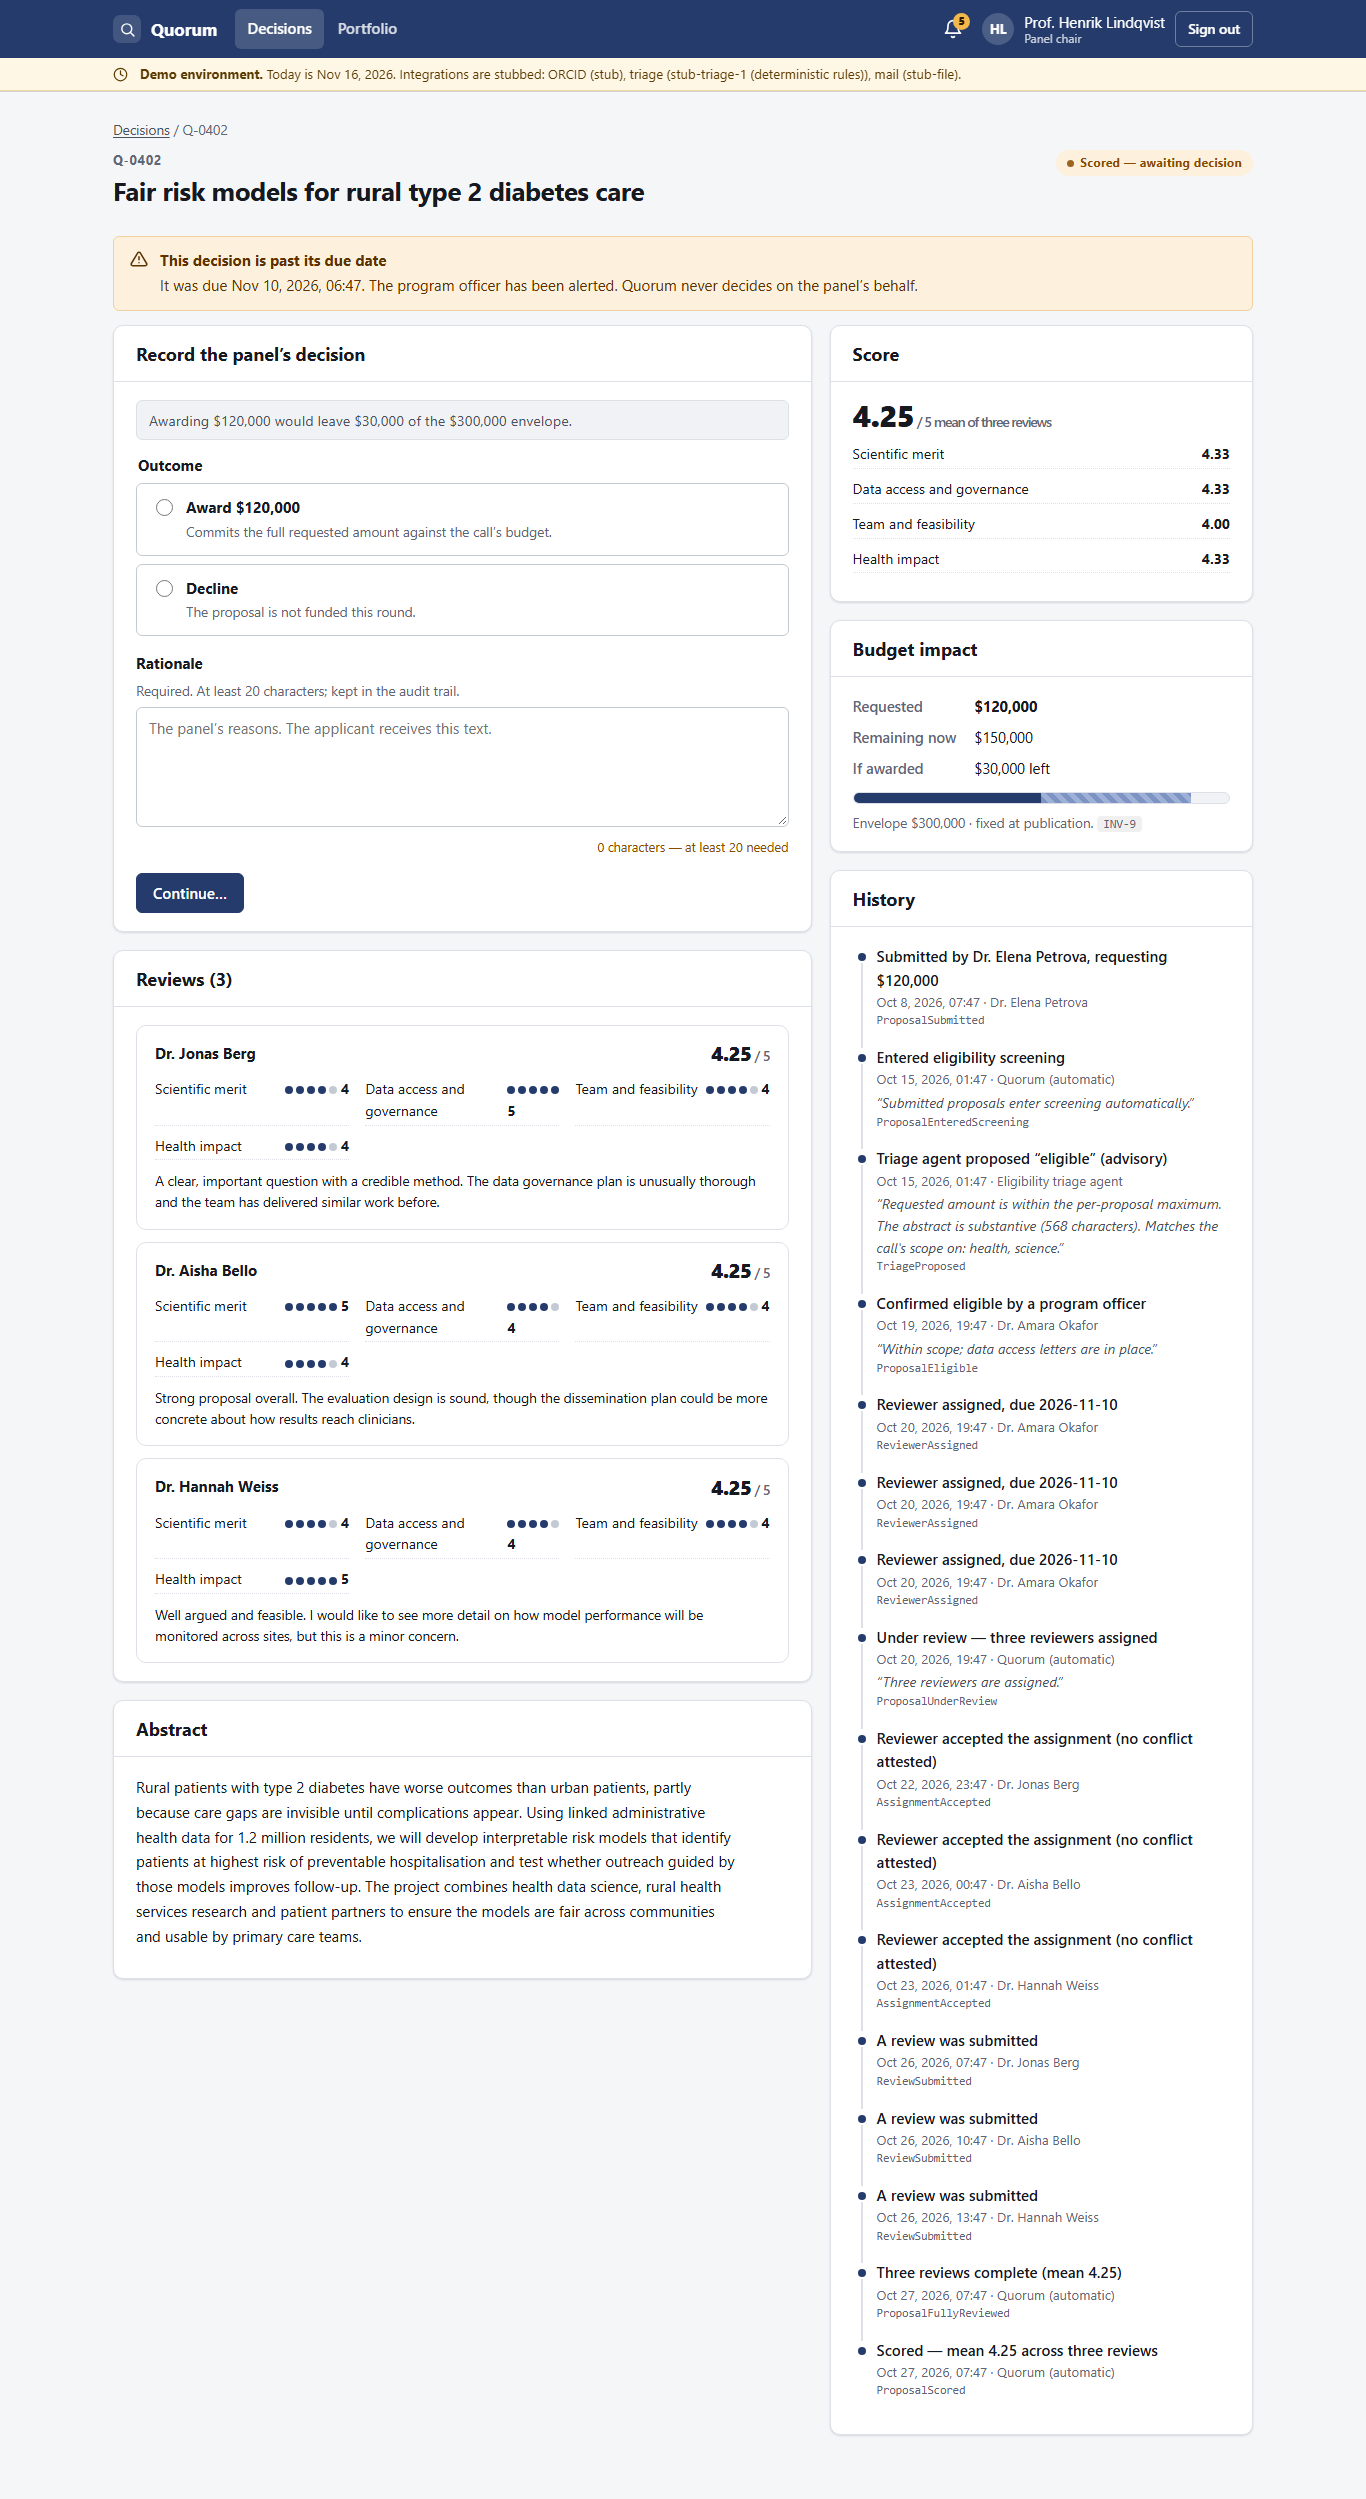 Quorum
Decisions
Portfolio
5
HL
Prof. Henrik Lindqvist
Panel chair
Sign out
Demo environment. Today is Nov 16, 2026. Integrations are stubbed: ORCID (stub), triage (stub-triage-1 (deterministic rules)), mail (stub-file).
Decisions / Q-0402
Q-0402
Scored — awaiting decision
Fair risk models for rural type 2 diabetes care
This decision is past its due date
It was due Nov 10, 2026, 06:47. The program officer has been alerted. Quorum never decides on the panel’s behalf.
Record the panel’s decision
Awarding $120,000 would leave $30,000 of the $300,000 envelope.
Outcome
Award $120,000
Commits the full requested amount against the call’s budget.
Decline
The proposal is not funded this round.
Rationale
Required. At least 20 characters; kept in the audit trail.
The panel’s reasons. The applicant receives this text.
0 characters — at least 20 needed
Continue…
Reviews (3)
Dr. Jonas Berg
4.25 / 5
Scientific merit 4
Data access and
governance
5
Team and feasibility 4
Health impact 4
A clear, important question with a credible method. The data governance plan is unusually thorough
and the team has delivered similar work before.
Dr. Aisha Bello
4.25 / 5
Scientific merit 5
Data access and
governance
4
Team and feasibility 4
Health impact 4
Strong proposal overall. The evaluation design is sound, though the dissemination plan could be more
concrete about how results reach clinicians.
Dr. Hannah Weiss
4.25 / 5
Scientific merit 4
Data access and
governance
4
Team and feasibility 4
Health impact 5
Well argued and feasible. I would like to see more detail on how model performance will be
monitored across sites, but this is a minor concern.
Abstract
Rural patients with type 2 diabetes have worse outcomes than urban patients, partly
because care gaps are invisible until complications appear. Using linked administrative
health data for 1.2 million residents, we will develop interpretable risk models that identify
patients at highest risk of preventable hospitalisation and test whether outreach guided by
those models improves follow-up. The project combines health data science, rural health
services research and patient partners to ensure the models are fair across communities
and usable by primary care teams.
Score
4.25 / 5 mean of three reviews
Scientific merit 4.33
Data access and governance 4.33
Team and feasibility 4.00
Health impact 4.33
Budget impact
Requested $120,000
Remaining now $150,000
If awarded $30,000 left
Envelope $300,000 · fixed at publication. INV-9
History
Submitted by Dr. Elena Petrova, requesting
$120,000
Oct 8, 2026, 07:47 · Dr. Elena Petrova
ProposalSubmitted
Entered eligibility screening
Oct 15, 2026, 01:47 · Quorum (automatic)
“Submitted proposals enter screening automatically.”
ProposalEnteredScreening
Triage agent proposed “eligible” (advisory)
Oct 15, 2026, 01:47 · Eligibility triage agent
“Requested amount is within the per-proposal maximum.
The abstract is substantive (568 characters). Matches the
call's scope on: health, science.”
TriageProposed
Confirmed eligible by a program officer
Oct 19, 2026, 19:47 · Dr. Amara Okafor
“Within scope; data access letters are in place.”
ProposalEligible
Reviewer assigned, due 2026-11-10
Oct 20, 2026, 19:47 · Dr. Amara Okafor
ReviewerAssigned
Reviewer assigned, due 2026-11-10
Oct 20, 2026, 19:47 · Dr. Amara Okafor
ReviewerAssigned
Reviewer assigned, due 2026-11-10
Oct 20, 2026, 19:47 · Dr. Amara Okafor
ReviewerAssigned
Under review — three reviewers assigned
Oct 20, 2026, 19:47 · Quorum (automatic)
“Three reviewers are assigned.”
ProposalUnderReview
Reviewer accepted the assignment (no conflict
attested)
Oct 22, 2026, 23:47 · Dr. Jonas Berg
AssignmentAccepted
Reviewer accepted the assignment (no conflict
attested)
Oct 23, 2026, 00:47 · Dr. Aisha Bello
AssignmentAccepted
Reviewer accepted the assignment (no conflict
attested)
Oct 23, 2026, 01:47 · Dr. Hannah Weiss
AssignmentAccepted
A review was submitted
Oct 26, 2026, 07:47 · Dr. Jonas Berg
ReviewSubmitted
A review was submitted
Oct 26, 2026, 10:47 · Dr. Aisha Bello
ReviewSubmitted
A review was submitted
Oct 26, 2026, 13:47 · Dr. Hannah Weiss
ReviewSubmitted
Three reviews complete (mean 4.25)
Oct 27, 2026, 07:47 · Quorum (automatic)
ProposalFullyReviewed
Scored — mean 4.25 across three reviews
Oct 27, 2026, 07:47 · Quorum (automatic)
ProposalScored